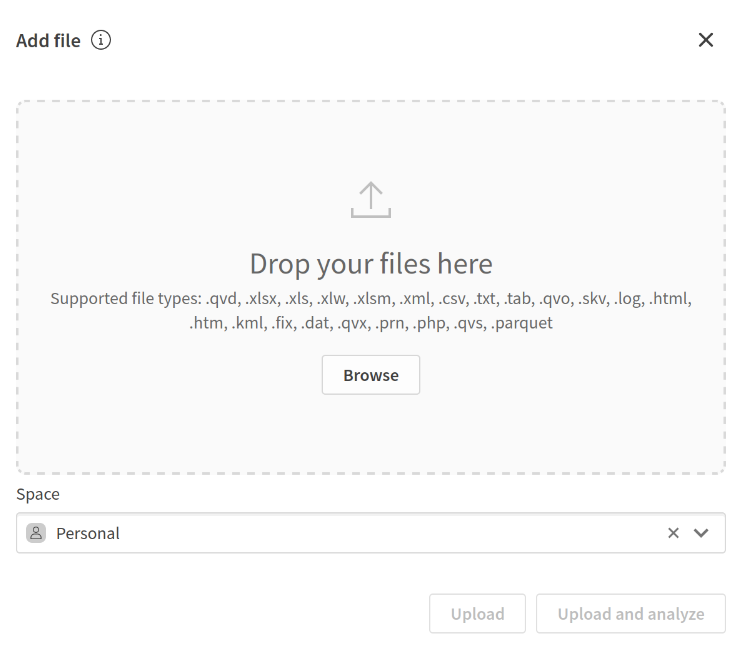 Add file
Drop your files here
Supported file types: .qvd, .xlsx, .xls, .xlw, .xlsm, .xml, .csv, .txt, .tab, .qvo, .skv, .log, .html,
.htm, .kml, .fix, .dat, .qvx, .prn, .php, .qvs, .parquet
Browse
Space
Personal
Upload
Upload and analyze